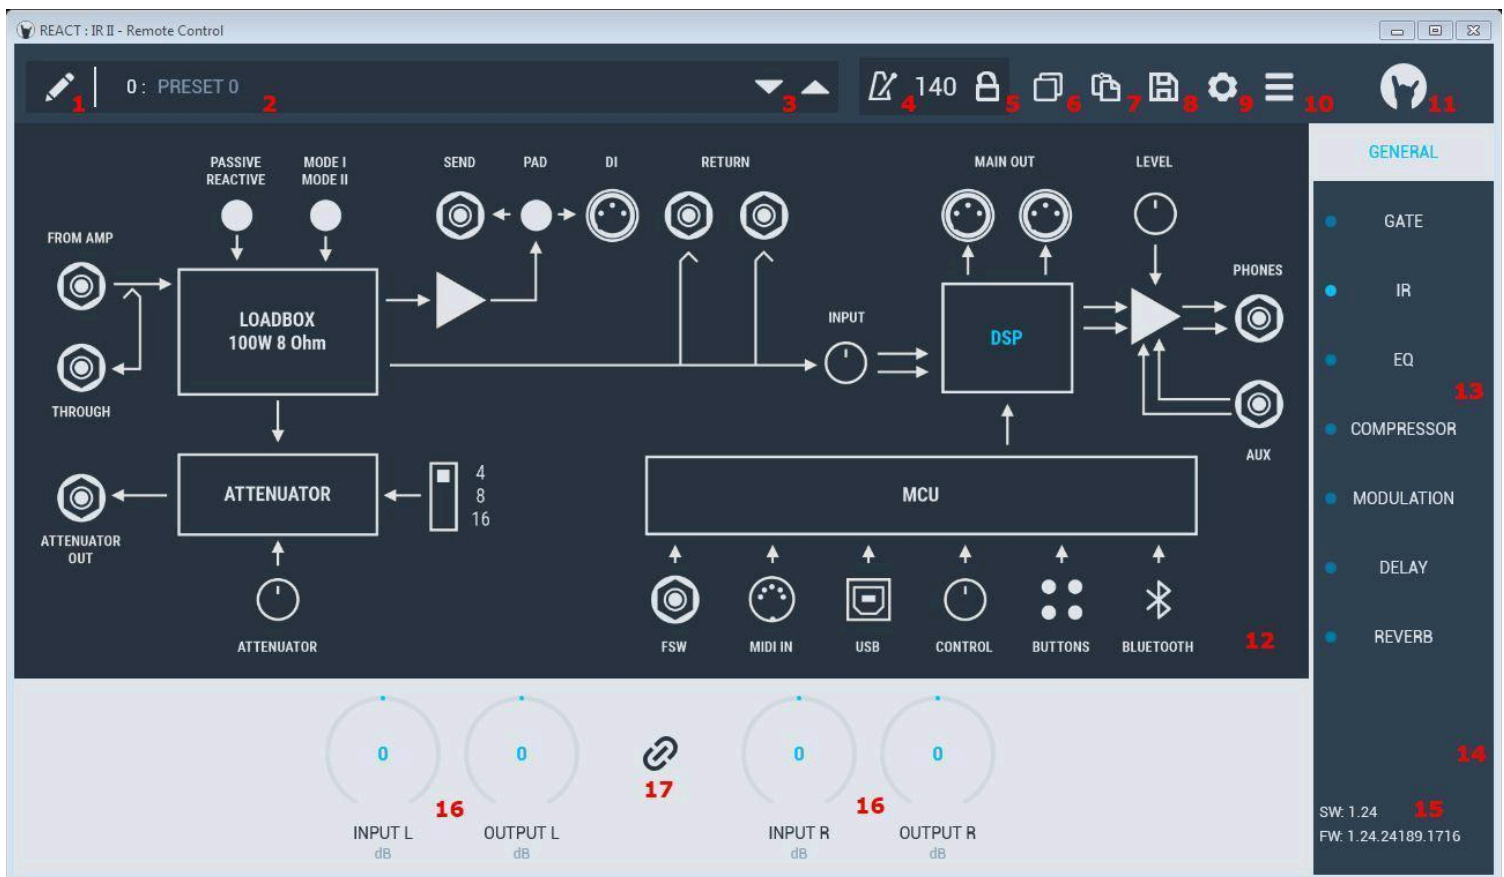 REACT : IR II - Remote Control
1
0 : PRESET 0
2
3
4
140
5
6
7
8
9
10
11
GENERAL
PASSIVE
REACTIVE
MODE I
MODE II
SEND
PAD
DI
RETURN
MAIN OUT
LEVEL
GATE
FROM AMP
PHONES
IR
LOADBOX
100W 8 Ohm
INPUT
DSP
EQ
13
THROUGH
COMPRESSOR
AUX
4
8
16
ATTENUATOR
MCU
MODULATION
ATTENUATOR
OUT
DELAY
ATTENUATOR
FSW
MIDI IN
USB
CONTROL
BUTTONS
BLUETOOTH
12
REVERB
0
0
0
0
14
17
16
16
INPUT L
dB
OUTPUT L
dB
INPUT R
dB
OUTPUT R
dB
SW: 1.24
15
FW: 1.24.24189.1716